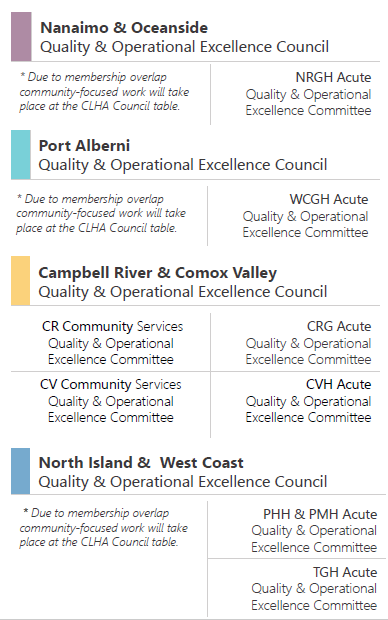 Nanaimo & Oceanside
Quality & Operational Excellence Council
* Due to membership overlap
community-focused work will take
place at the CLHA Council table.
NRGH Acute
Quality & Operational
Excellence Committee
Port Alberni
Quality & Operational Excellence Council
* Due to membership overlap
community-focused work will take
place at the CLHA Council table.
WCGH Acute
Quality & Operational
Excellence Committee
Campbell River & Comox Valley
Quality & Operational Excellence Council
CR Community Services
Quality & Operational
Excellence Committee
CRG Acute
Quality & Operational
Excellence Committee
CV Community Services
Quality & Operational
Excellence Committee
CVH Acute
Quality & Operational
Excellence Committee
North Island & West Coast
Quality & Operational Excellence Council
* Due to membership overlap
community-focused work will take
place at the CLHA Council table.
PHH & PMH Acute
Quality & Operational
Excellence Committee
TGH Acute
Quality & Operational
Excellence Committee